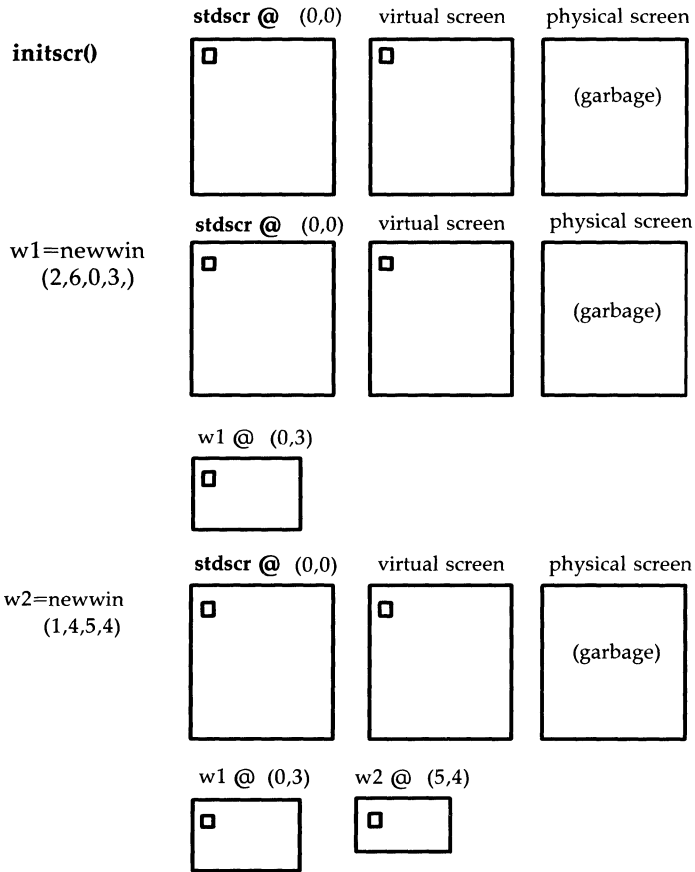 stdscr @ (0,0) virtual screen physical screen
initscr()
(garbage)
stdscr @ (0,0) virtual screen physical screen
w1=newwin
(2,6,0,3,)
(garbage)
w1 @ (0,3)
stdscr @ (0,0) virtual screen physical screen
w2=newwin
(1,4,5,4)
(garbage)
w1 @ (0,3) w2 @ (5,4)